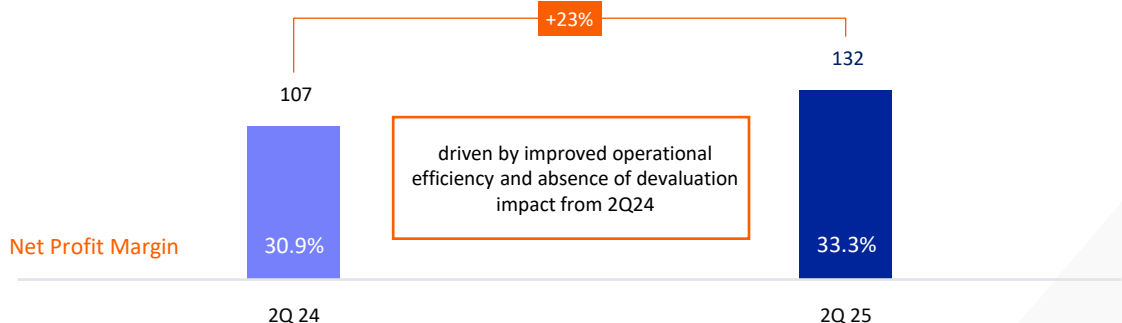 +23%
132
107
driven by improved operational
efficiency and absence of devaluation
impact from 2Q24
Net Profit Margin
30.9%
33.3%
2Q 24
2Q 25